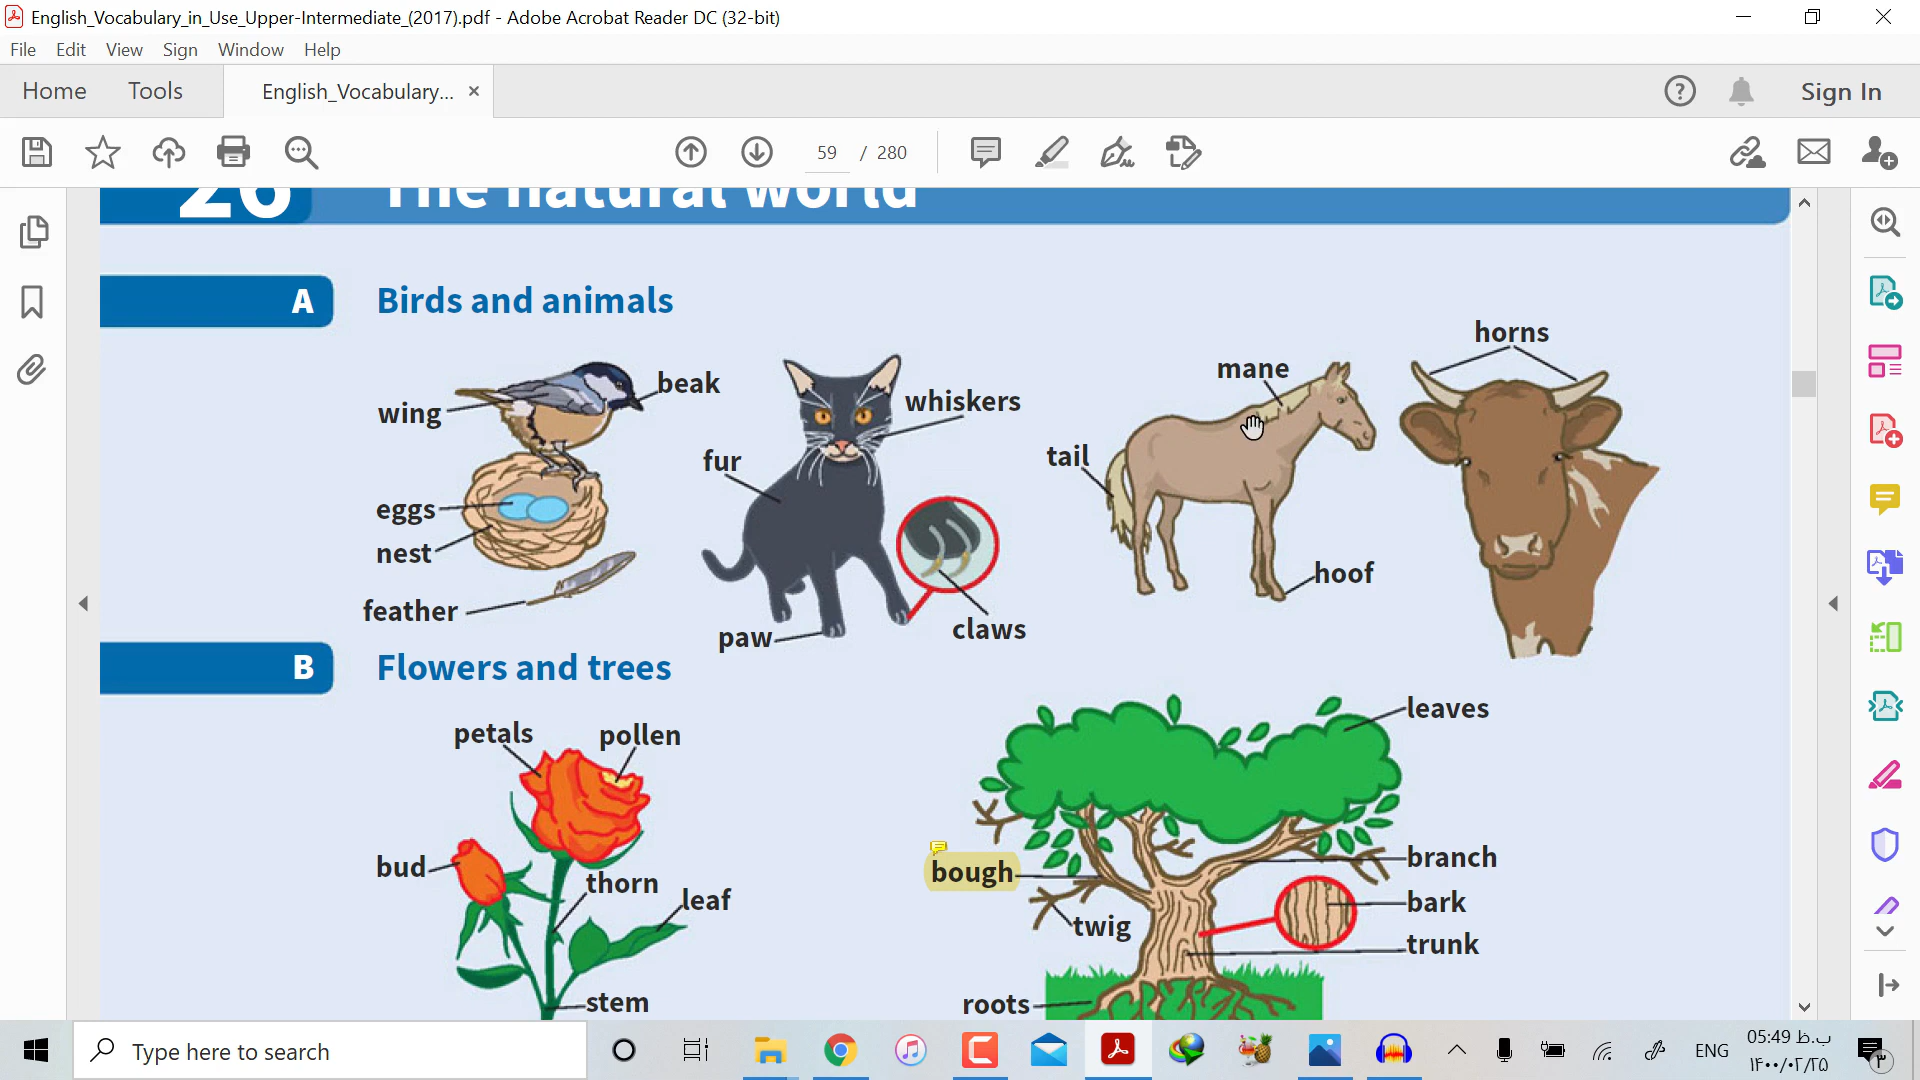 English_Vocabulary_in_Use_Upper-Intermediate_(2017).pdf - Adobe Acrobat Reader DC (32-bit)
File Edit View Sign Window Help
Home Tools English_Vocabulary... × Sign In
59 / 280
26 The natural world
A Birds and animals
horns
mane
beak
whiskers
wing
tail
fur
eggs
nest
hoof
feather
claws
paw
B Flowers and trees
leaves
petals pollen
branch
bud
bough
thorn
leaf
bark
twig
trunk
stem
roots
Type here to search
ENG
05:49 ب.ظ
۱۴۰۰/۰۲/۲۵
۳